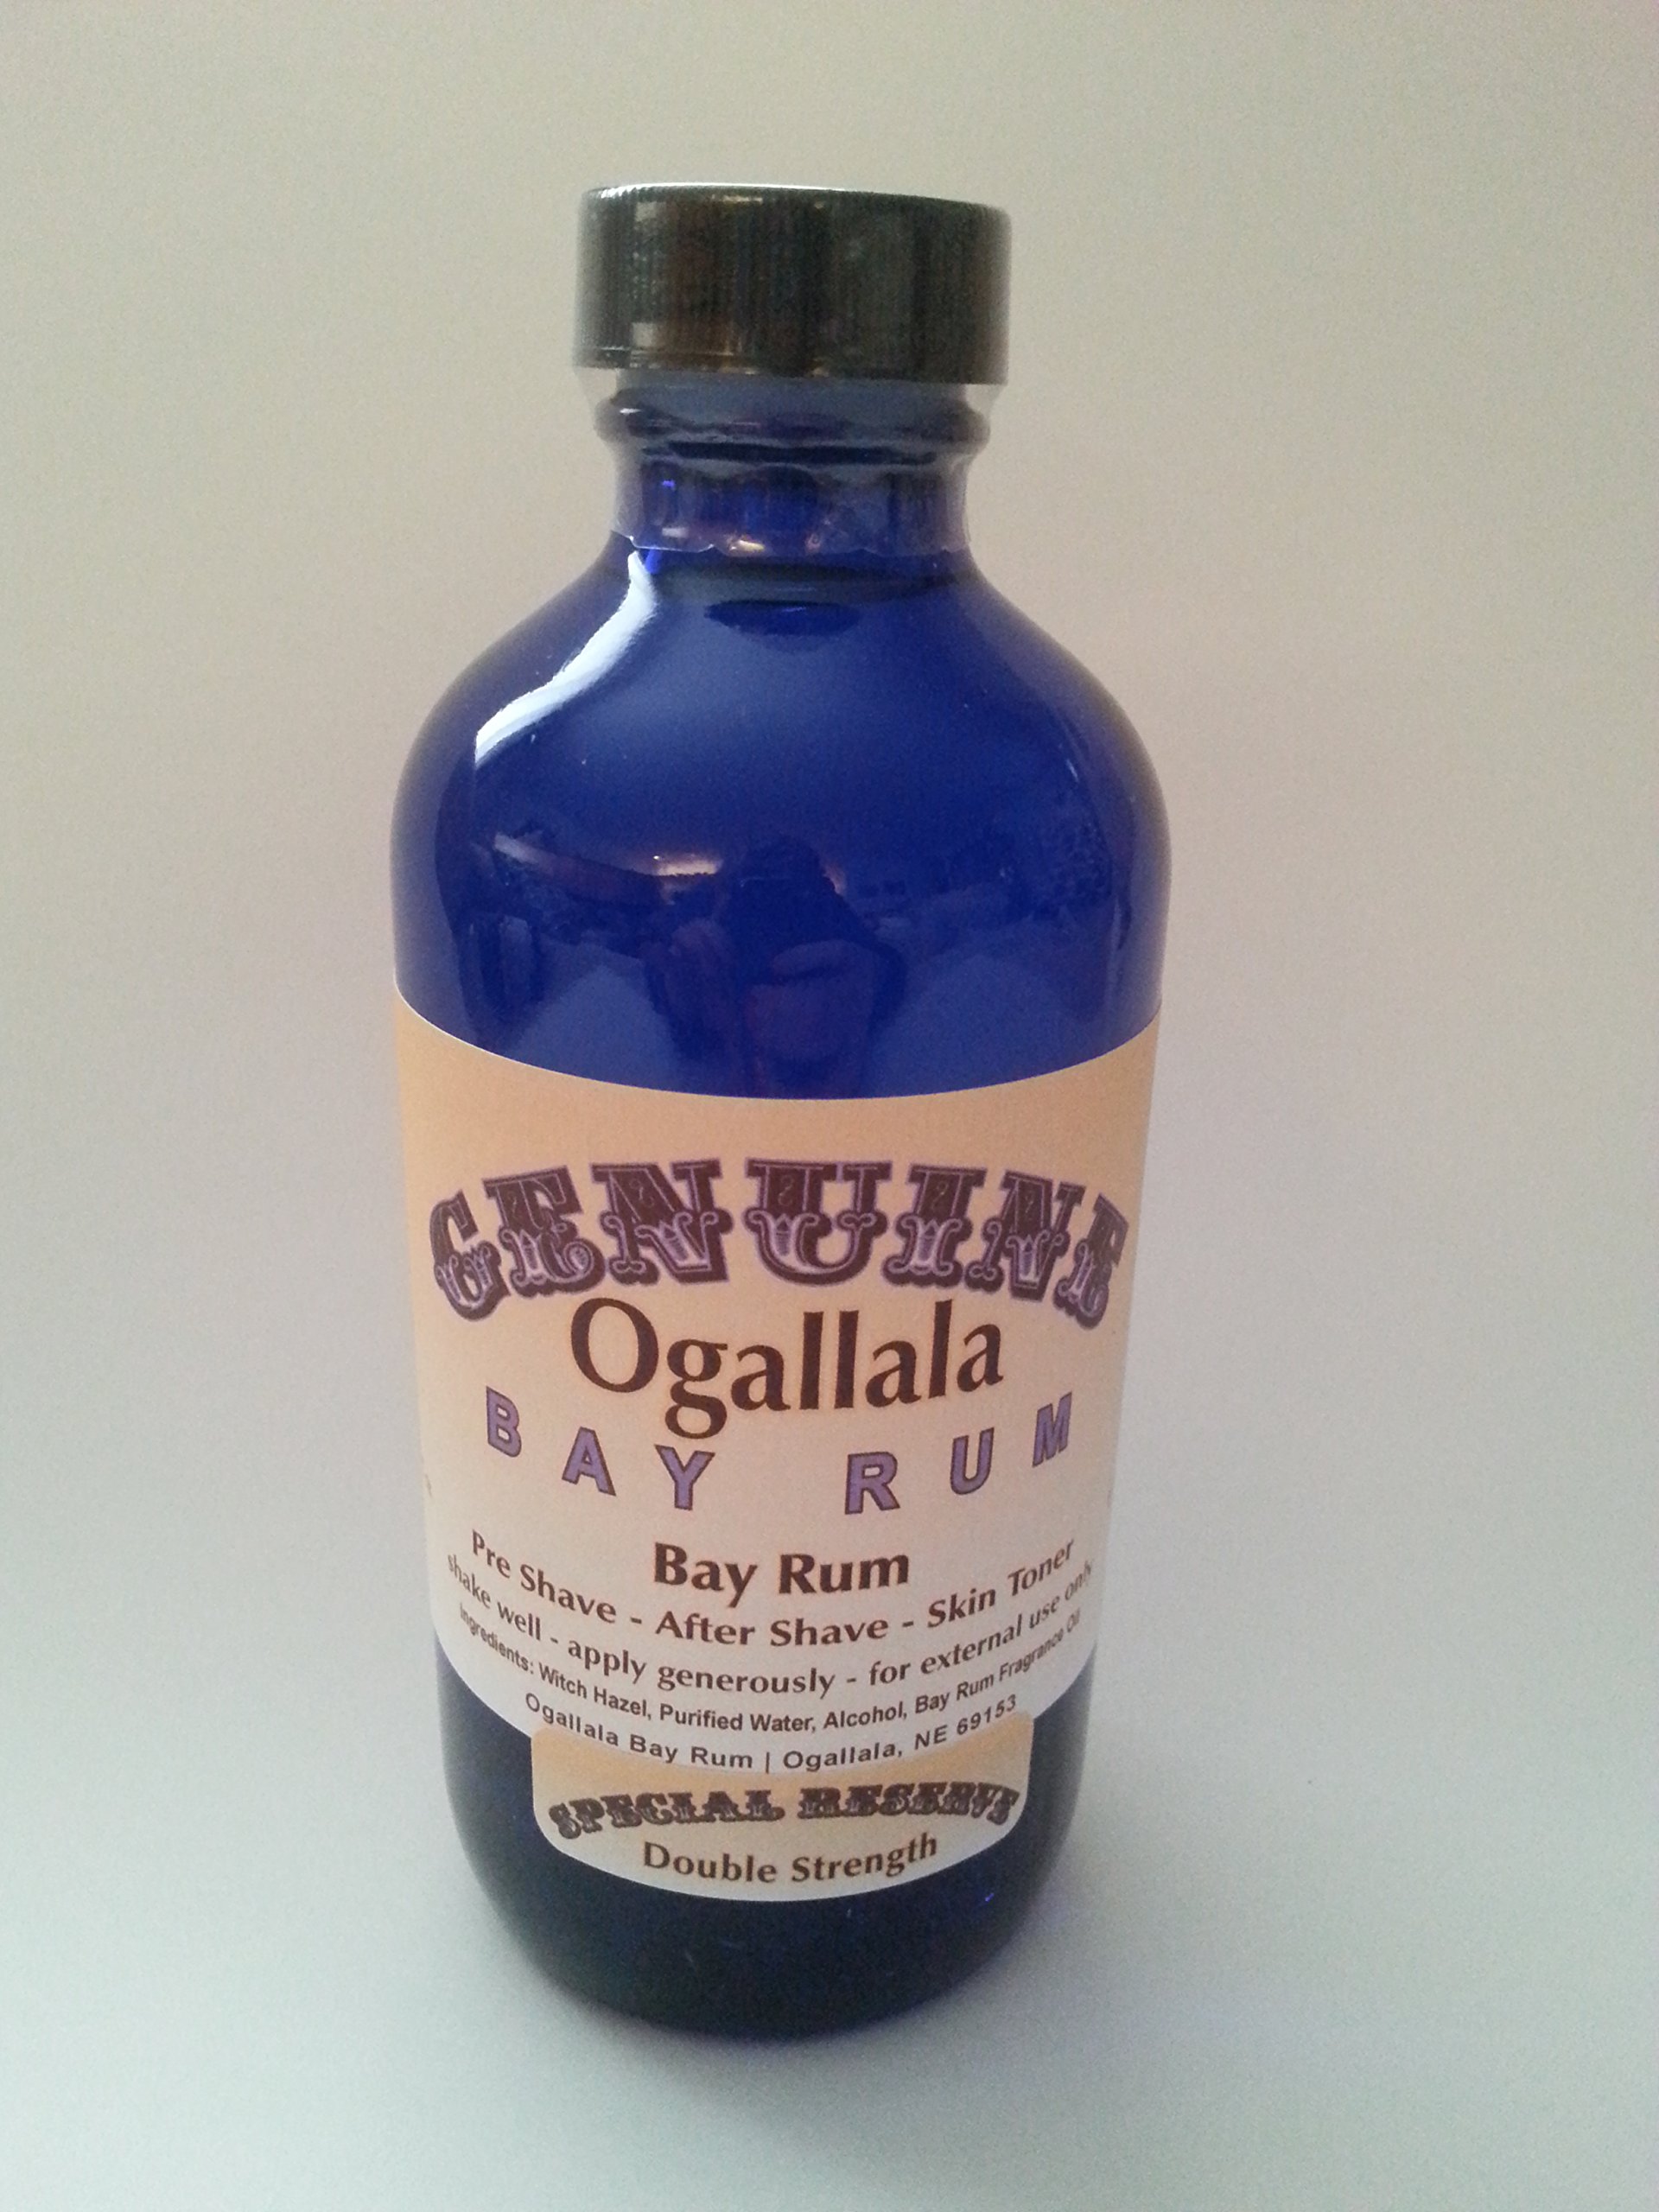 GENUINE
Ogallala
BAY RUM
Bay Rum
Pre Shave - After Shave - Skin Toner
shake well - apply generously - for external use only
Ingredients: Witch Hazel, Purified Water, Alcohol, Bay Rum Fragrance Oil
Ogallala Bay Rum | Ogallala, NE 69153
SPECIAL RESERVE
Double Strength